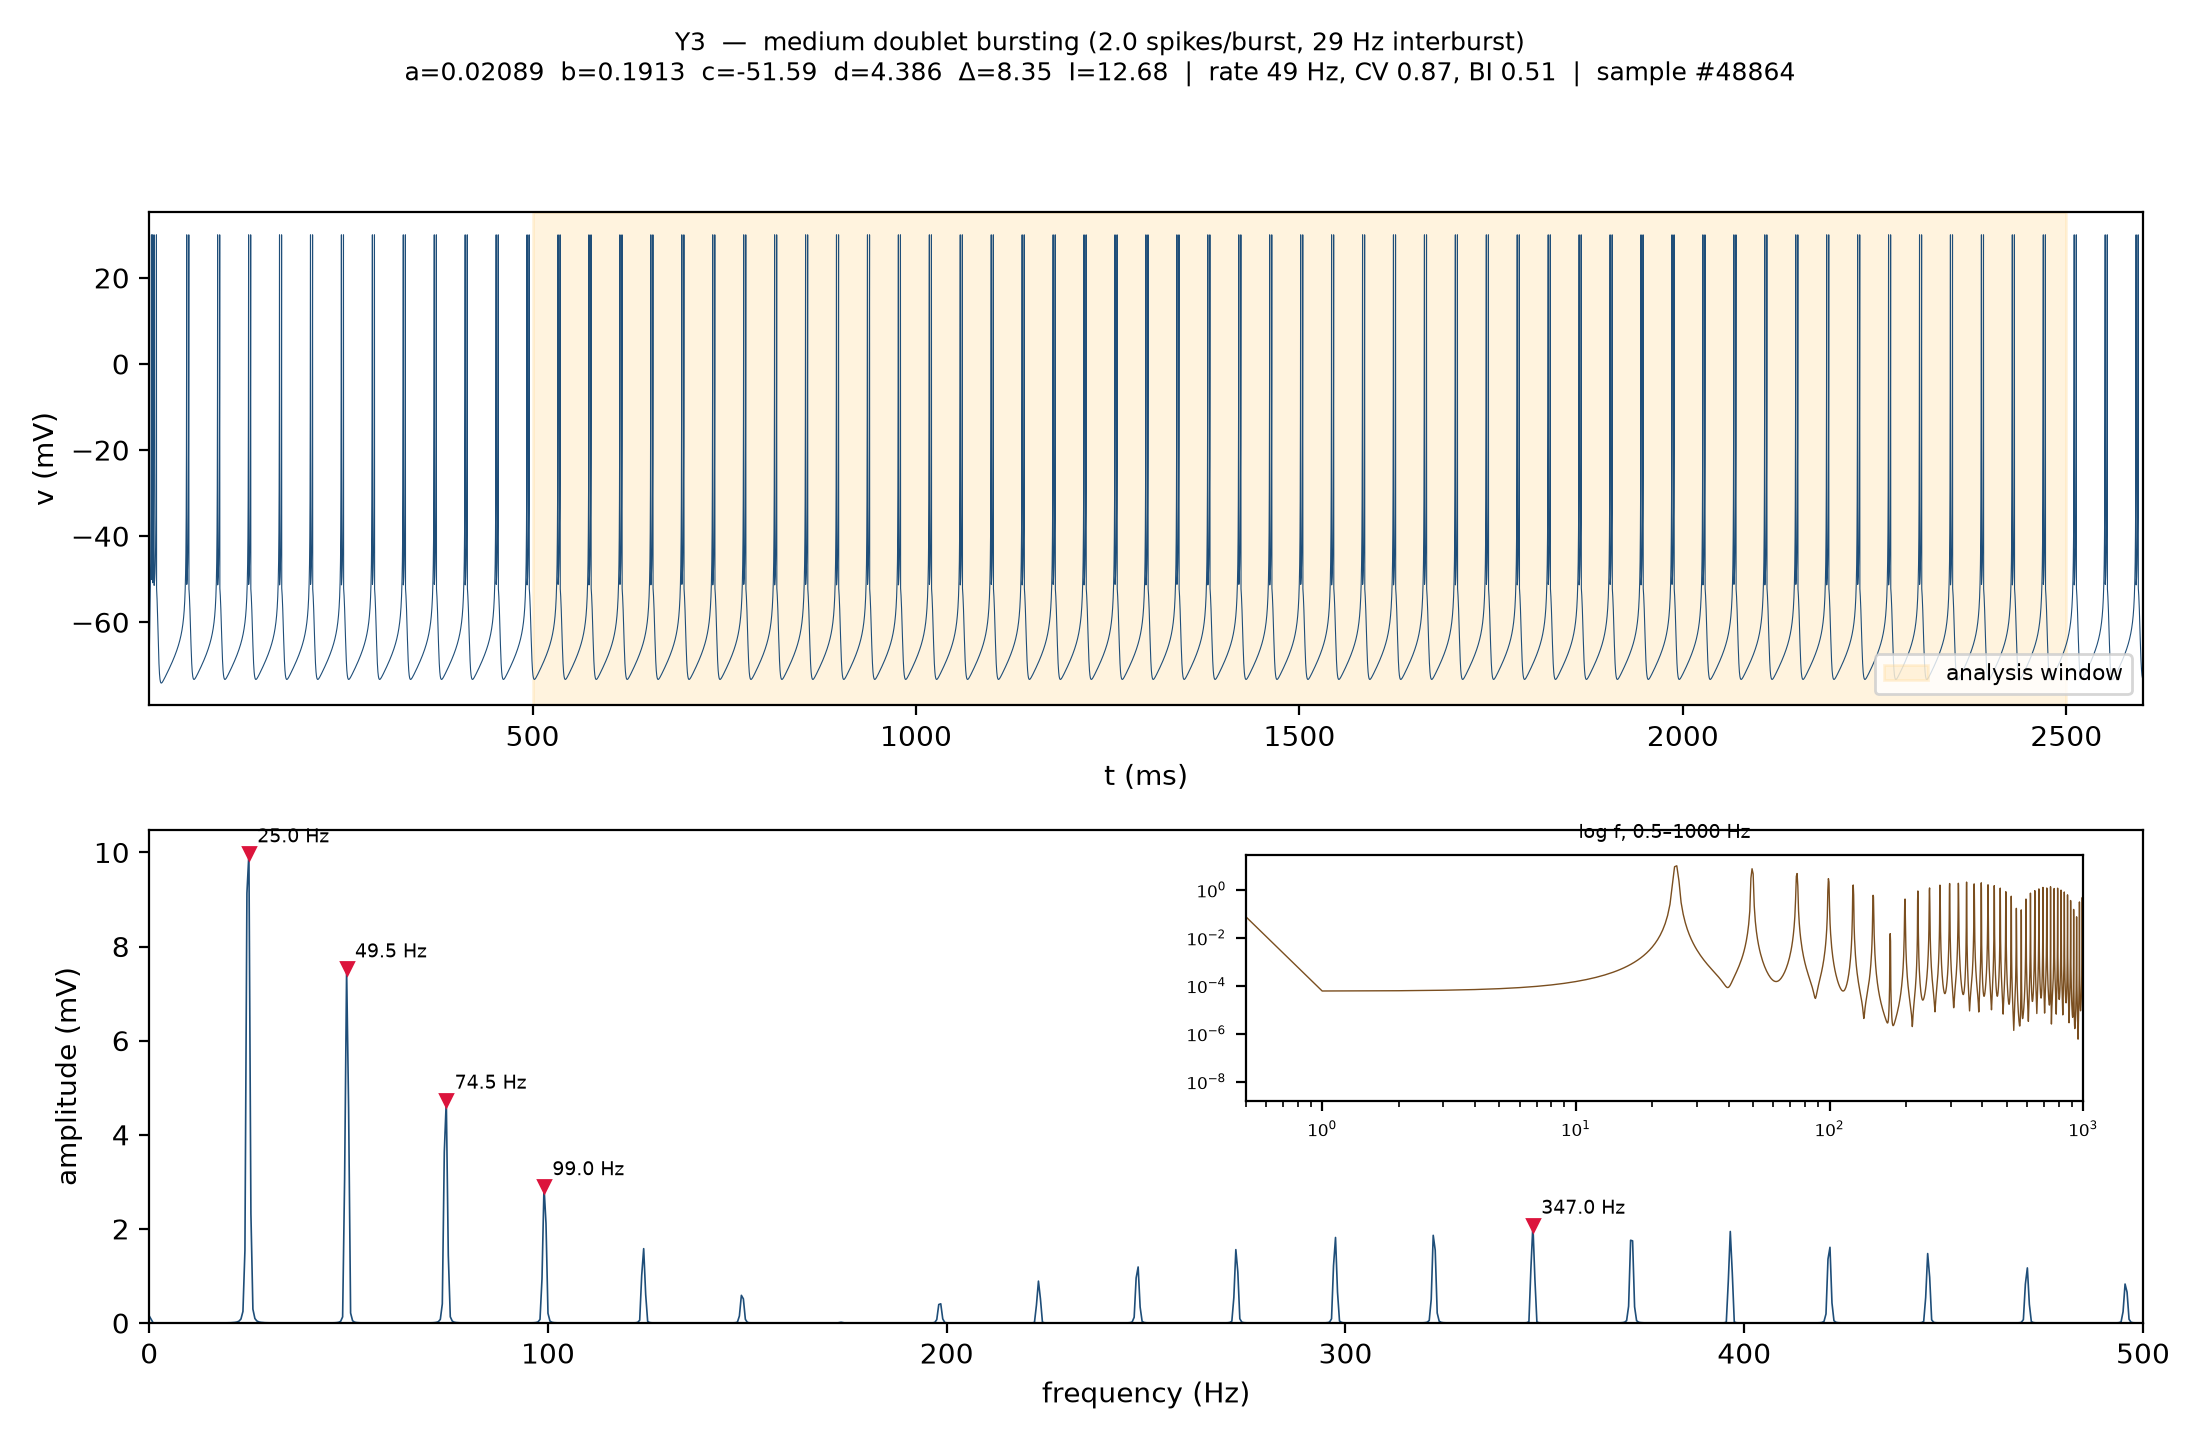 Y3 — medium doublet bursting (2.0 spikes/burst, 29 Hz interburst)
a=0.02089 b=0.1913 c=-51.59 d=4.386 Δ=8.35 I=12.68 | rate 49 Hz, CV 0.87, BI 0.51 | sample #48864
20
0
−20
−40
−60
v (mV)
analysis window
500
1000
1500
2000
2500
t (ms)
10
8
6
4
2
0
amplitude (mV)
25.0 Hz
49.5 Hz
74.5 Hz
99.0 Hz
347.0 Hz
log f, 0.5–1000 Hz
10⁰
10⁻²
10⁻⁴
10⁻⁶
10⁻⁸
10⁰
10¹
10²
10³
0
100
200
300
400
500
frequency (Hz)